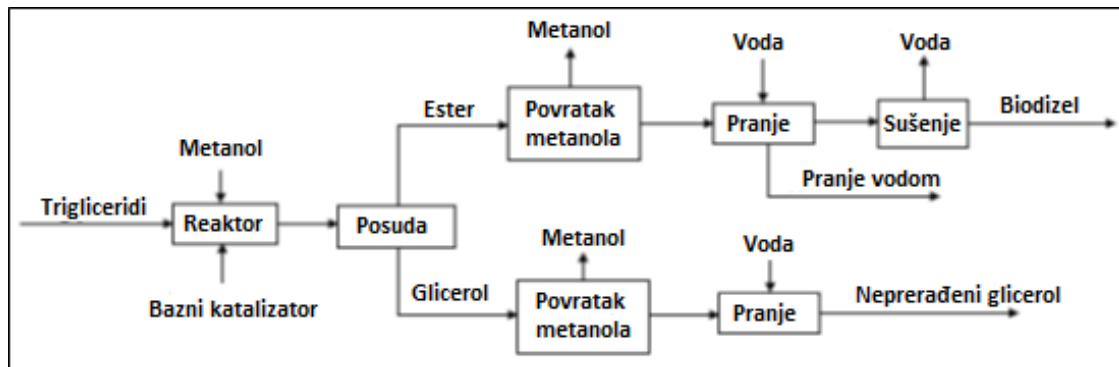 Metanol
Voda
Voda
Ester
Povratak
metanola
Pranje
Sušenje
Biodizel
Metanol
Pranje vodom
Trigliceridi
Reaktor
Posuda
Metanol
Voda
Glicerol
Povratak
metanola
Pranje
Neprerađeni glicerol
Bazni katalizator